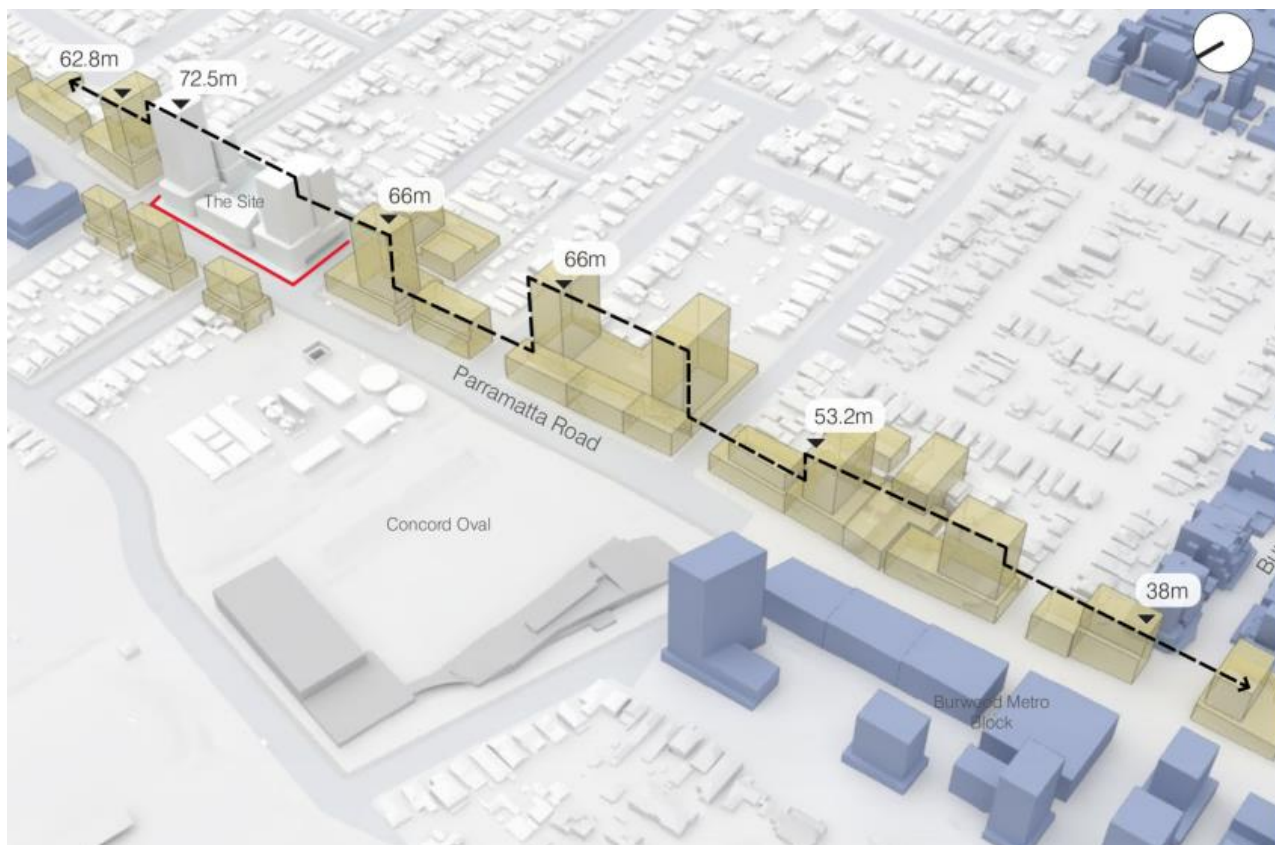 62.8m
72.5m
The Site
66m
66m
Parramatta Road
53.2m
Concord Oval
38m
Burwood Metro
Block